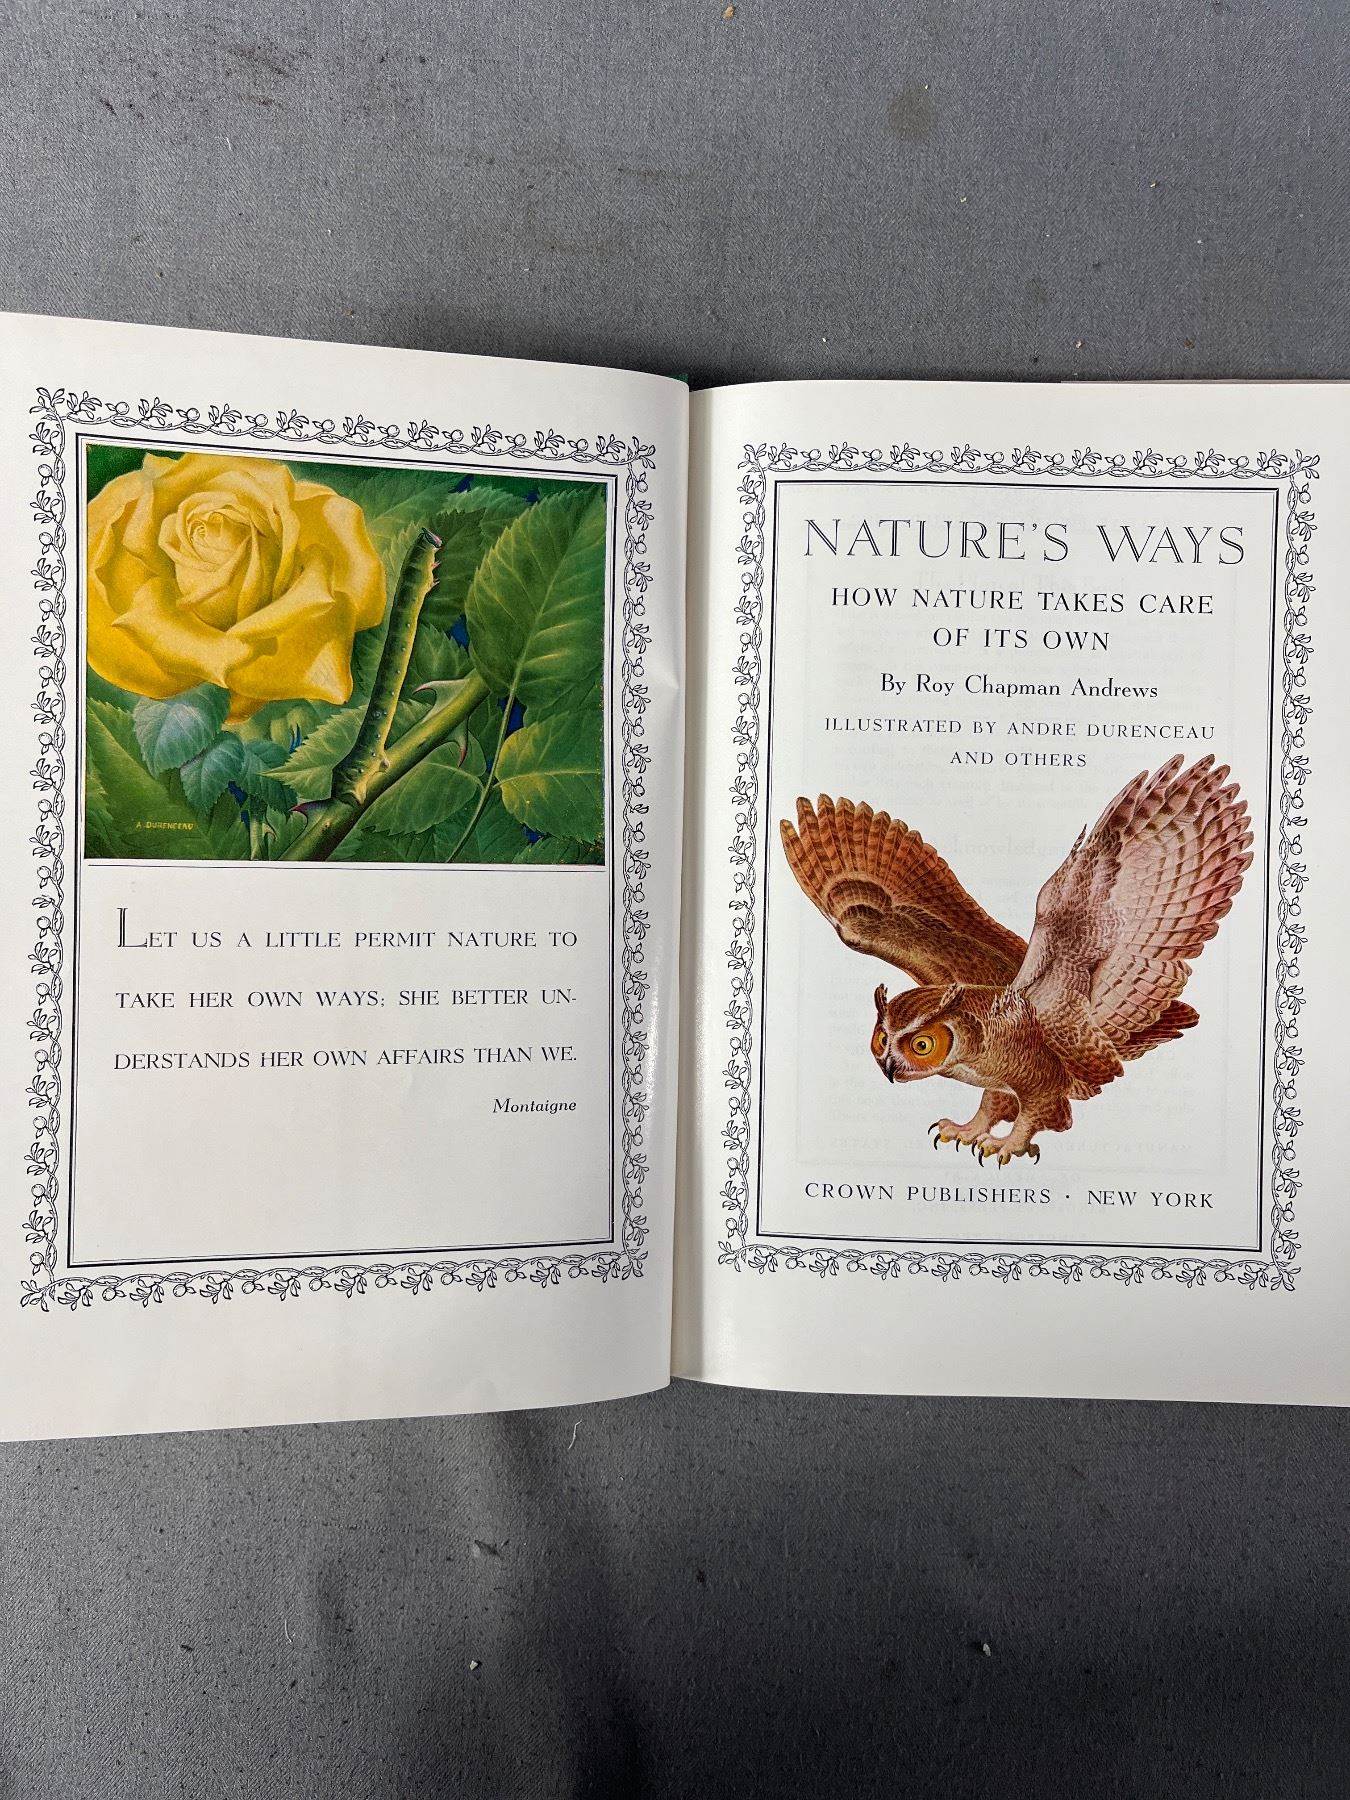 A. DURENCEAU
LET US A LITTLE PERMIT NATURE TO
TAKE HER OWN WAYS; SHE BETTER UN-
DERSTANDS HER OWN AFFAIRS THAN WE.
Montaigne
NATURE'S WAYS
HOW NATURE TAKES CARE
OF ITS OWN
By Roy Chapman Andrews
ILLUSTRATED BY ANDRE DURENCEAU
AND OTHERS
CROWN PUBLISHERS · NEW YORK